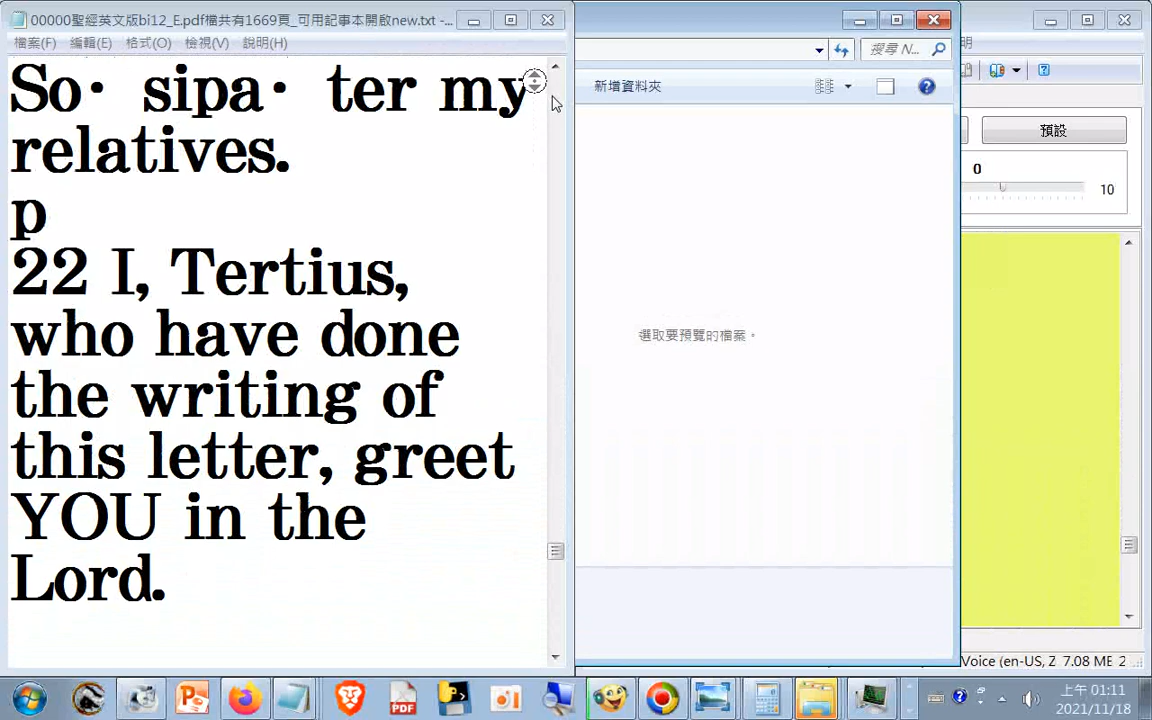 00000聖經英文版bi12_E.pdf檔共有1669頁_可用記事本開啟new.txt -...
檔案(F) 編輯(E) 格式(O) 檢視(V) 說明(H)
So· sipa· ter my
relatives.
p
22 I, Tertius,
who have done
the writing of
this letter, greet
YOU in the
Lord.
搜尋 N...
新增資料夾
選取要預覽的檔案。
明
預設
0
10
Voice (en-US, Z 7.08 ME 2
PDF
上午 01:11
2021/11/18